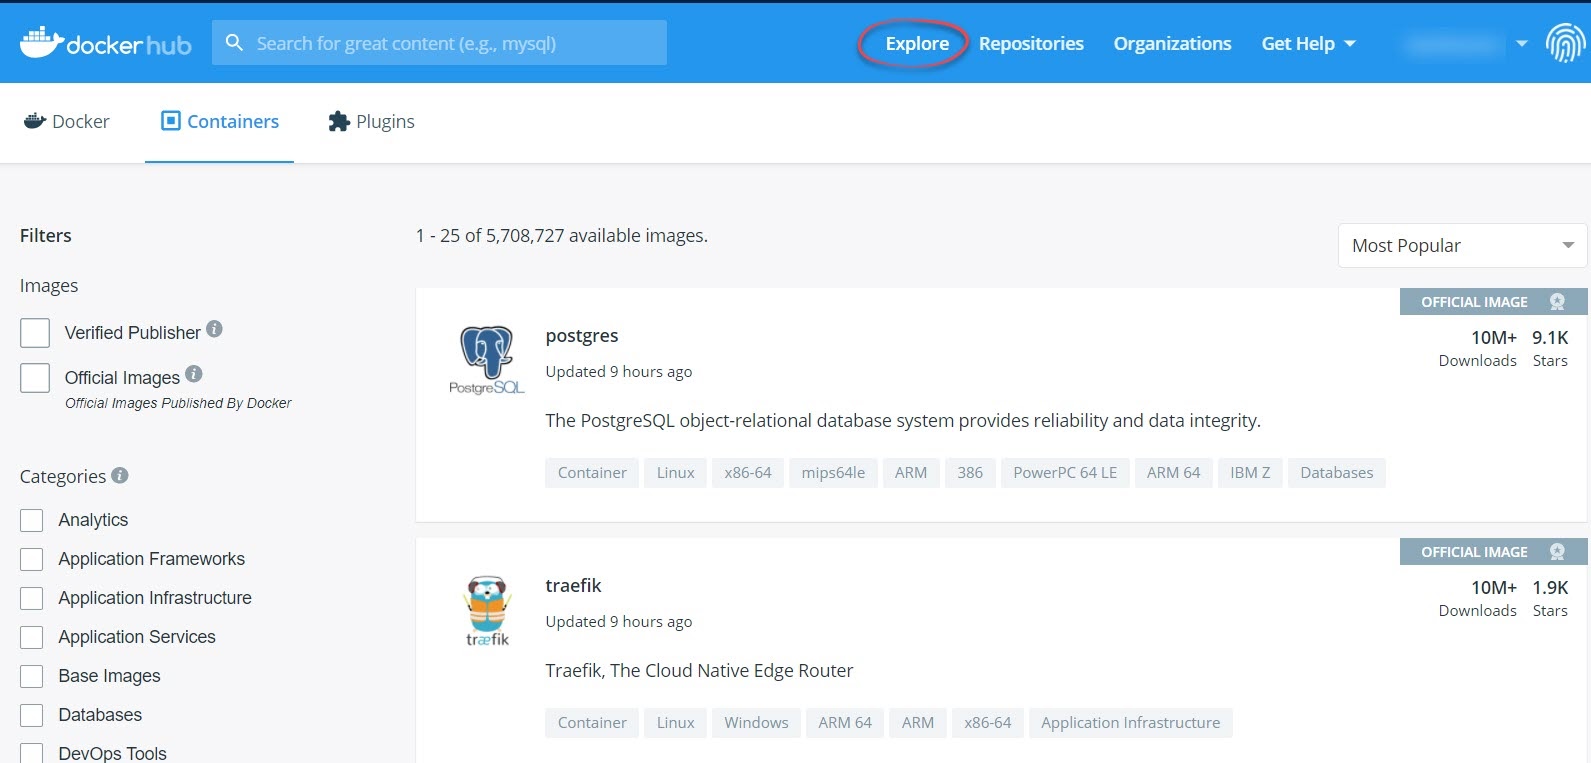 docker hub
Search for great content (e.g., mysql)
Explore Repositories Organizations Get Help
Docker Containers Plugins
Filters
1 - 25 of 5,708,727 available images.
Most Popular
Images
Verified Publisher
Official Images
Official Images Published By Docker
Categories
Analytics
Application Frameworks
Application Infrastructure
Application Services
Base Images
Databases
DevOps Tools
OFFICIAL IMAGE
PostgreSQL
postgres
10M+ 9.1K
Downloads Stars
Updated 9 hours ago
The PostgreSQL object-relational database system provides reliability and data integrity.
Container Linux x86-64 mips64le ARM 386 PowerPC 64 LE ARM 64 IBM Z Databases
OFFICIAL IMAGE
træfik
traefik
10M+ 1.9K
Downloads Stars
Updated 9 hours ago
Traefik, The Cloud Native Edge Router
Container Linux Windows ARM 64 ARM x86-64 Application Infrastructure